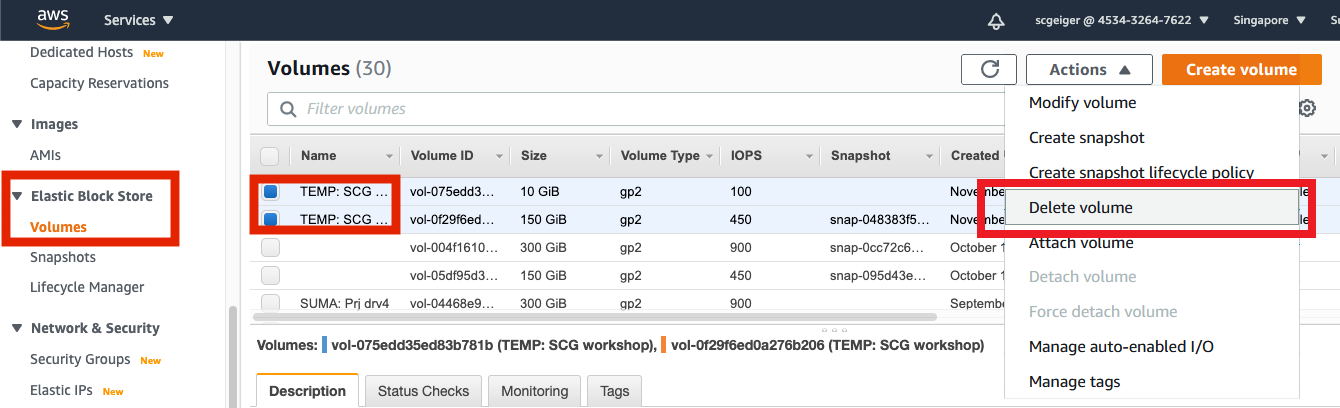 aws Services scgeiger @ 4534-3264-7622 Singapore
Dedicated Hosts New
Capacity Reservations
Images
AMIs
Elastic Block Store
Volumes
Snapshots
Lifecycle Manager
Network & Security
Security Groups New
Elastic IPs New
Volumes (30)
Actions
Create volume
Filter volumes
Name Volume ID Size Volume Type IOPS Snapshot Created
TEMP: SCG ... vol-075edd3... 10 GiB gp2 100
TEMP: SCG ... vol-0f29f6ed... 150 GiB gp2 450 snap-048383f5...
vol-004f1610... 300 GiB gp2 900 snap-0cc72c6... October 1
vol-05df95d3... 150 GiB gp2 450 snap-095d43e... October 1
SUMA: Prj drv4 vol-04468e9... 300 GiB gp2 900
Modify volume
Create snapshot
Create snapshot lifecycle policy
Delete volume
Attach volume
Detach volume
Force detach volume
Manage auto-enabled I/O
Manage tags
Volumes: vol-075edd35ed83b781b (TEMP: SCG workshop), vol-0f29f6ed0a276b206 (TEMP: SCG workshop)
Description Status Checks Monitoring Tags